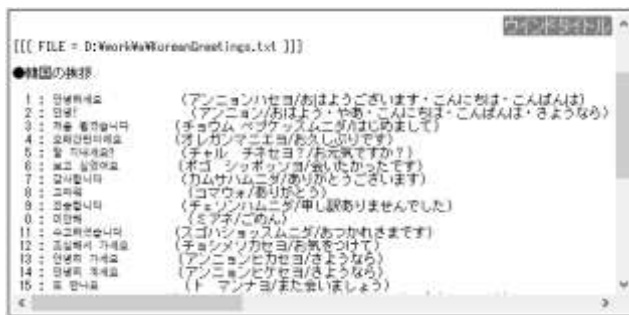 ウインドタイトル
[[[ FILE = D:¥work¥a¥KoreanGreetings.txt ]]]
●韓国の挨拶
1 : 안녕하세요 (アンニョンハセヨ/おはようございます・こんにちは・こんばんは)
2 : 안녕! (アンニョン/おはよう・やあ・こんにちは・こんばんは・さようなら)
3 : 처음 뵙겠습니다 (チョウム ペプケッスムニダ/はじめまして)
4 : 오래간만이에요 (オレガンマニエヨ/お久しぶりです)
5 : 잘 지내세요? (チャル チネセヨ?/お元気ですか?)
6 : 보고 싶었어요 (ポゴ シッポッソヨ/会いたかったです)
7 : 감사합니다 (カムサハムニダ/ありがとうございます)
8 : 고마워 (コマウォ/ありがとう)
9 : 죄송합니다 (チェソンハムニダ/申し訳ありませんでした)
0 : 미안해 (ミアネ/ごめん)
11 : 수고하셨습니다 (スゴハショッスムニダ/おつかれさまです)
12 : 조심해서 가세요 (チョシメソカセヨ/お気をつけて)
13 : 안녕히 가세요 (アンニョンヒカセヨ/さようなら)
14 : 안녕히 계세요 (アンニョンヒケセヨ/さようなら)
15 : 또 만나요 (ト マンナヨ/また会いましょう)